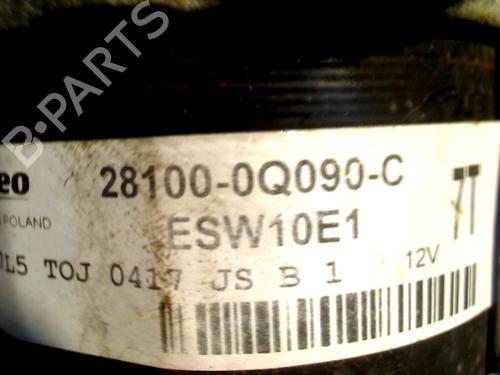 B-PARTS
eo 28100-0Q090-C
POLAND ESW10E1 7T
L5 TOJ 0417 JS B 1 12V